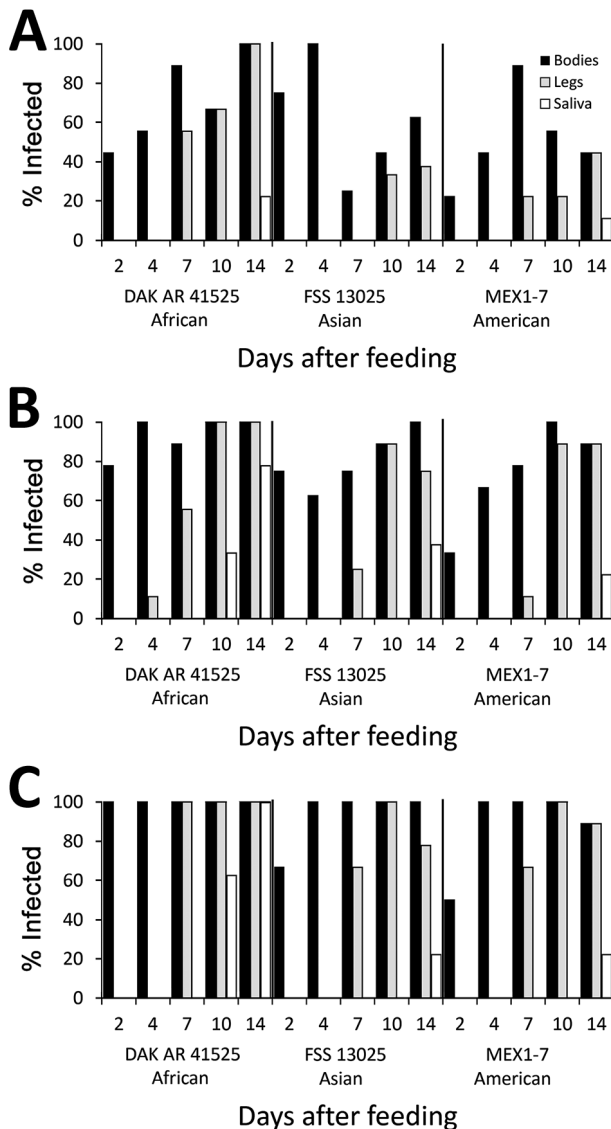 A
100
80
60
40
20
0
% Infected
Bodies
Legs
Saliva
2 4 7 10 14 2 4 7 10 14 2 4 7 10 14
DAK AR 41525 FSS 13025 MEX1-7
African Asian American
Days after feeding
B
100
80
60
40
20
0
% Infected
2 4 7 10 14 2 4 7 10 14 2 4 7 10 14
DAK AR 41525 FSS 13025 MEX1-7
African Asian American
Days after feeding
C
100
80
60
40
20
0
% Infected
2 4 7 10 14 2 4 7 10 14 2 4 7 10 14
DAK AR 41525 FSS 13025 MEX1-7
African Asian American
Days after feeding